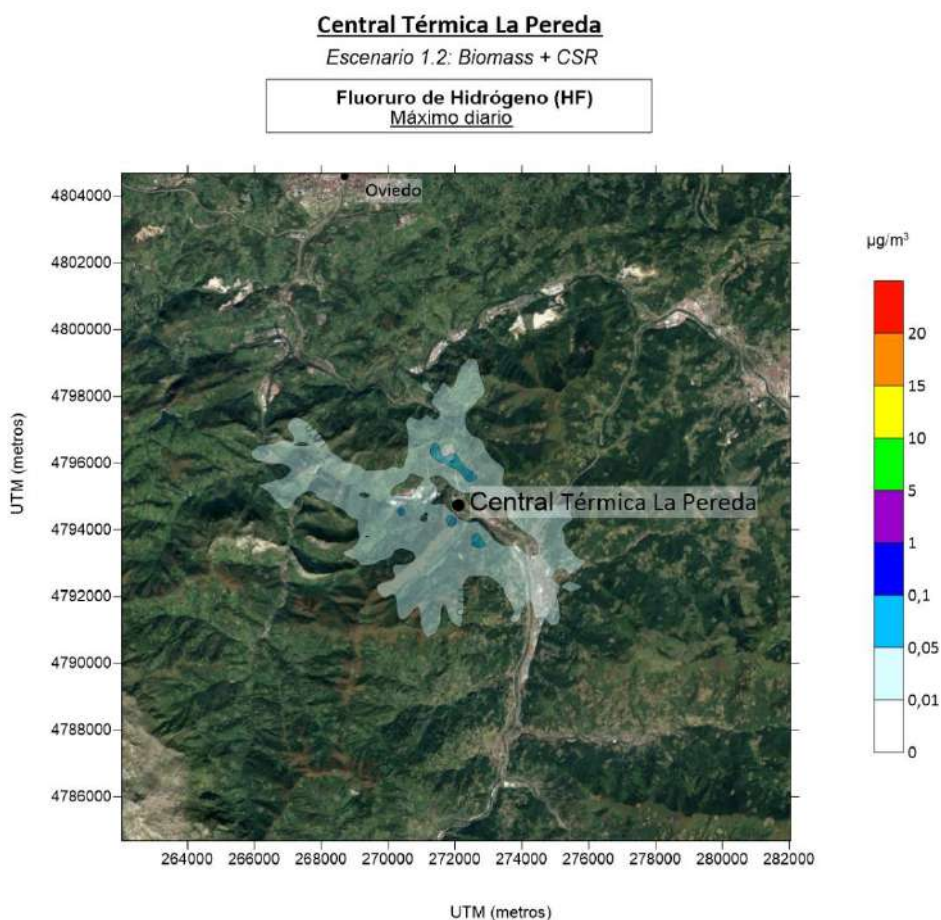 Central Térmica La Pereda
Escenario 1.2: Biomass + CSR
Fluoruro de Hidrógeno (HF)
Máximo diario
Oviedo
Central Térmica La Pereda
UTM (metros)
4804000
4802000
4800000
4798000
4796000
4794000
4792000
4790000
4788000
4786000
264000 266000 268000 270000 272000 274000 276000 278000 280000 282000
UTM (metros)
µg/m³
20
15
10
5
1
0,1
0,05
0,01
0